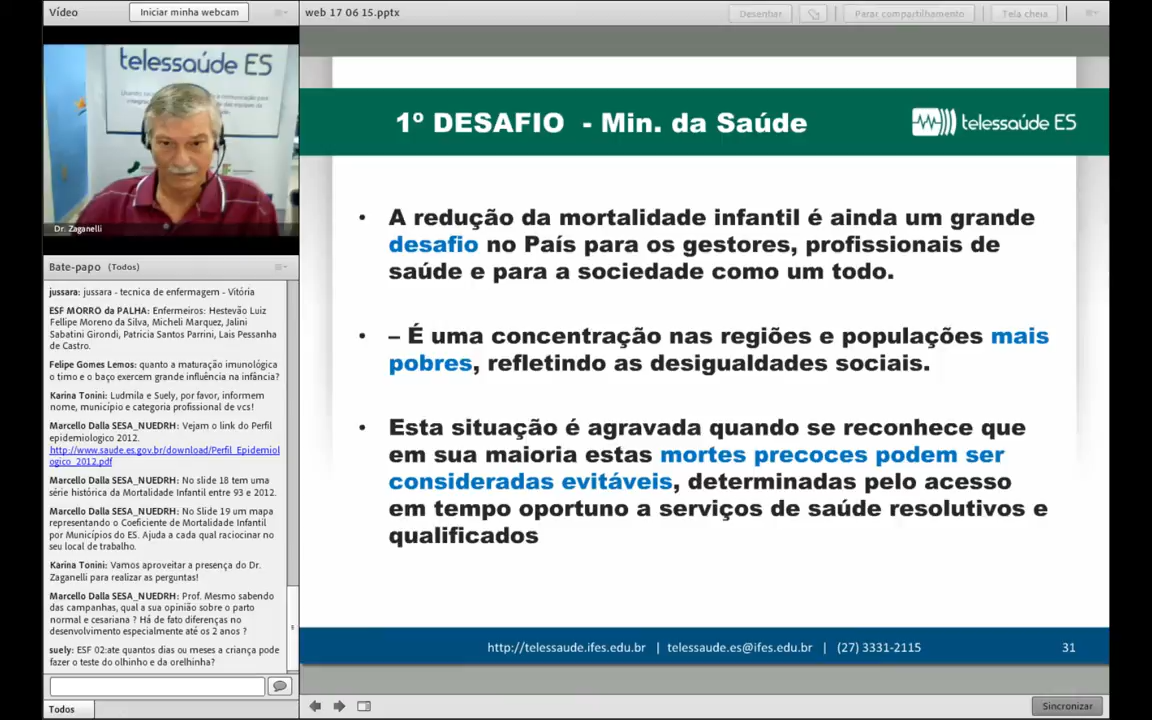 Vídeo
Iniciar minha webcam
telessaúde ES
Dr. Zaganelli
Bate-papo (Todos)
jussara: jussara - tecnica de enfermagem - Vitória
ESF MORRO da PALHA: Enfermeiros: Hestevão Luiz
Fellipe Moreno da Silva, Micheli Marquez, Jalini
Sabatini Girondi, Patricia Santos Parrini, Lais Pessanha
de Castro.
Felipe Gomes Lemos: quanto a maturação imunológica
o timo e o baço exercem grande influência na infância?
Karina Tonini: Ludmila e Suely, por favor, informem
nome, município e categoria profissional de vcs!
Marcello Dalla SESA_NUEDRH: Vejam o link do Perfil
epidemiologico 2012.
http://www.saude.es.gov.br/download/Perfil_Epidemiol
ogico_2012.pdf
Marcello Dalla SESA_NUEDRH: No slide 18 tem uma
série histórica da Mortalidade Infantil entre 93 e 2012.
Marcello Dalla SESA_NUEDRH: No Slide 19 um mapa
representando o Coeficiente de Mortalidade Infantil
por Municípios do ES. Ajuda a cada qual raciocinar no
seu local de trabalho.
Karina Tonini: Vamos aproveitar a presença do Dr.
Zaganelli para realizar as perguntas!
Marcello Dalla SESA_NUEDRH: Prof. Mesmo sabendo
das campanhas, qual a sua opinião sobre o parto
normal e cesariana ? Há de fato diferenças no
desenvolvimento especialmente até os 2 anos ?
suely: ESF 02:ate quantos dias ou meses a criança pode
fazer o teste do olhinho e da orelhinha?
Todos
web 17 06 15.pptx
Desenhar
Parar compartilhamento
Tela cheia
1º DESAFIO - Min. da Saúde
telessaúde ES
• A redução da mortalidade infantil é ainda um grande
desafio no País para os gestores, profissionais de
saúde e para a sociedade como um todo.
• – É uma concentração nas regiões e populações mais
pobres, refletindo as desigualdades sociais.
• Esta situação é agravada quando se reconhece que
em sua maioria estas mortes precoces podem ser
consideradas evitáveis, determinadas pelo acesso
em tempo oportuno a serviços de saúde resolutivos e
qualificados
http://telessaude.ifes.edu.br | telessaude.es@ifes.edu.br | (27) 3331-2115
31
Sincronizar